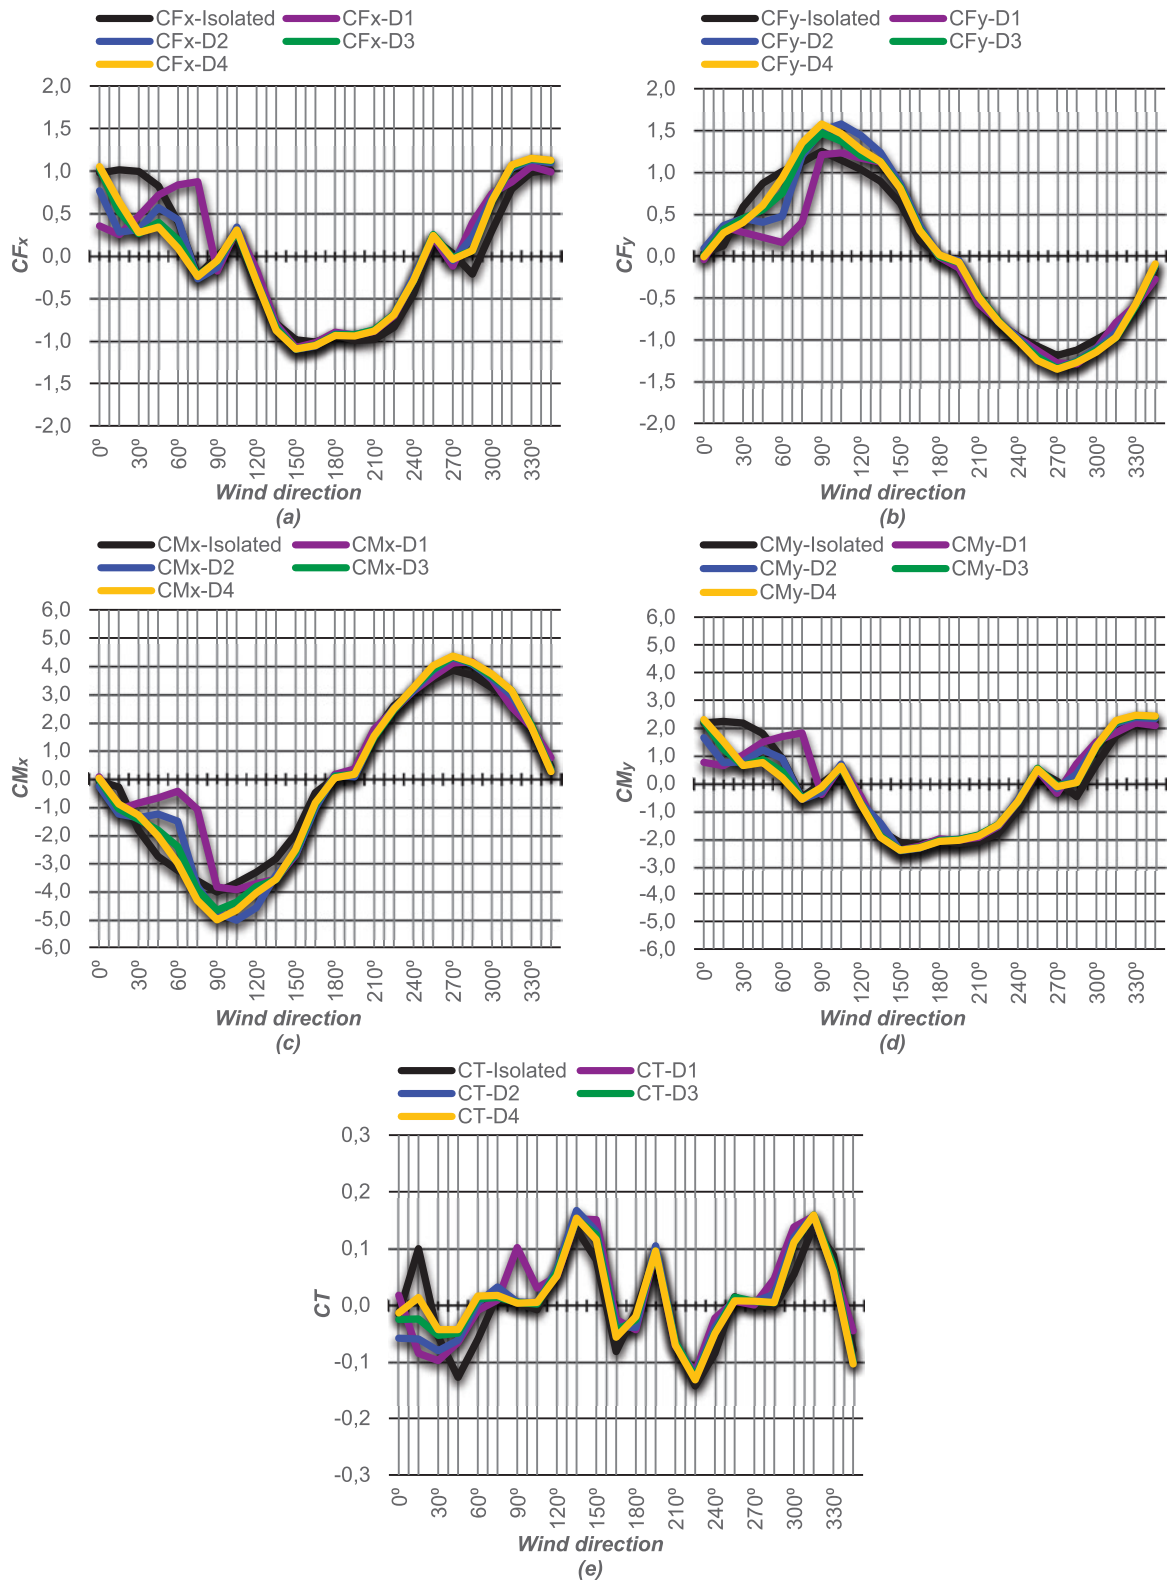 CFx-Isolated CFx-D1
CFx-D2 CFx-D3
CFx-D4
2,0
1,5
1,0
0,5
0,0
-0,5
-1,0
-1,5
-2,0
CFx
0º 30º 60º 90º 120º 150º 180º 210º 240º 270º 300º 330º
Wind direction
(a)
CFy-Isolated CFy-D1
CFy-D2 CFy-D3
CFy-D4
2,0
1,5
1,0
0,5
0,0
-0,5
-1,0
-1,5
-2,0
CFy
0º 30º 60º 90º 120º 150º 180º 210º 240º 270º 300º 330º
Wind direction
(b)
CMx-Isolated CMx-D1
CMx-D2 CMx-D3
CMx-D4
6,0
5,0
4,0
3,0
2,0
1,0
0,0
-1,0
-2,0
-3,0
-4,0
-5,0
-6,0
CMx
0º 30º 60º 90º 120º 150º 180º 210º 240º 270º 300º 330º
Wind direction
(c)
CMy-Isolated CMy-D1
CMy-D2 CMy-D3
CMy-D4
6,0
5,0
4,0
3,0
2,0
1,0
0,0
-1,0
-2,0
-3,0
-4,0
-5,0
-6,0
CMy
0º 30º 60º 90º 120º 150º 180º 210º 240º 270º 300º 330º
Wind direction
(d)
CT-Isolated CT-D1
CT-D2 CT-D3
CT-D4
0,3
0,2
0,1
0,0
-0,1
-0,2
-0,3
CT
0º 30º 60º 90º 120º 150º 180º 210º 240º 270º 300º 330º
Wind direction
(e)